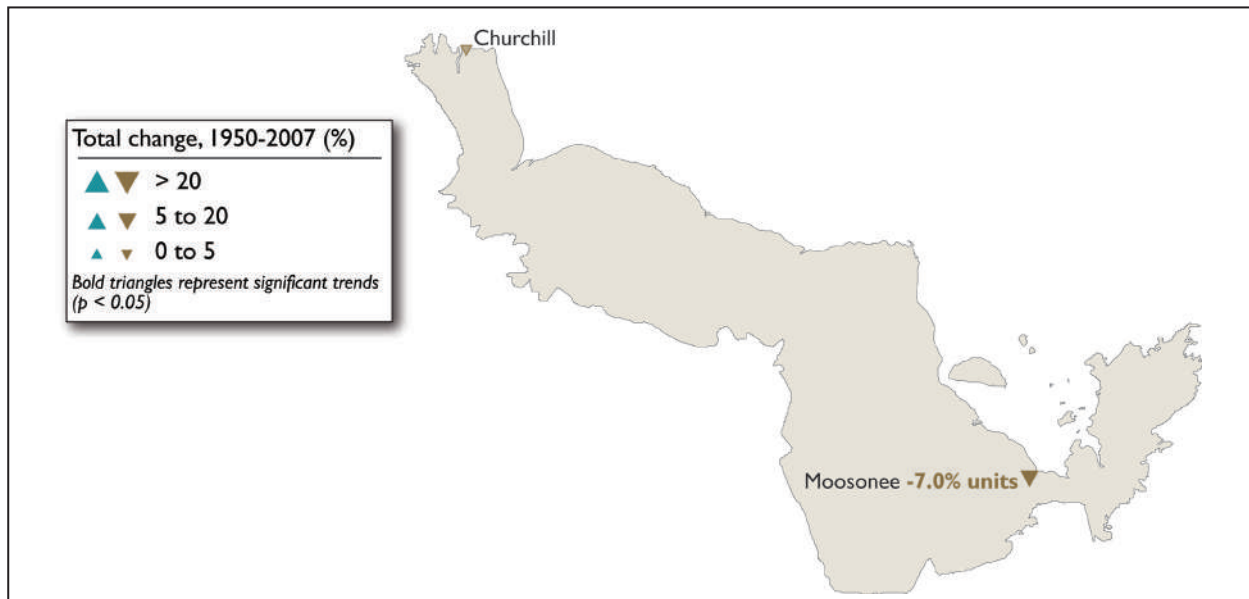 Churchill
Total change, 1950-2007 (%)
> 20
5 to 20
0 to 5
Bold triangles represent significant trends
(p < 0.05)
Moosonee -7.0% units